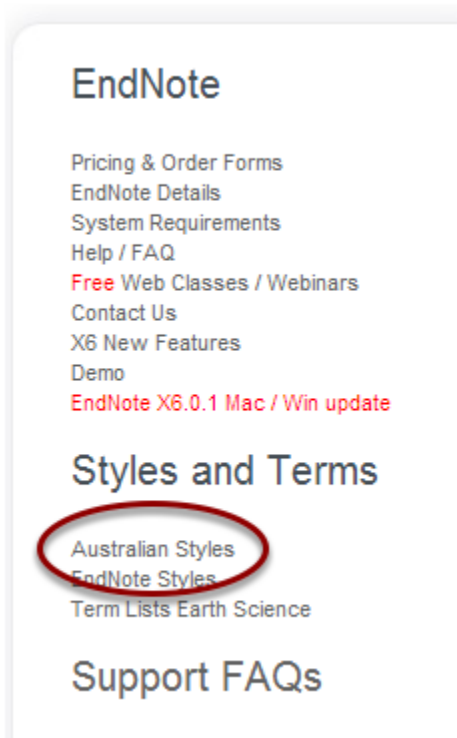 EndNote
Pricing & Order Forms
EndNote Details
System Requirements
Help / FAQ
Free Web Classes / Webinars
Contact Us
X6 New Features
Demo
EndNote X6.0.1 Mac / Win update
Styles and Terms
Australian Styles
EndNote Styles
Term Lists Earth Science
Support FAQs